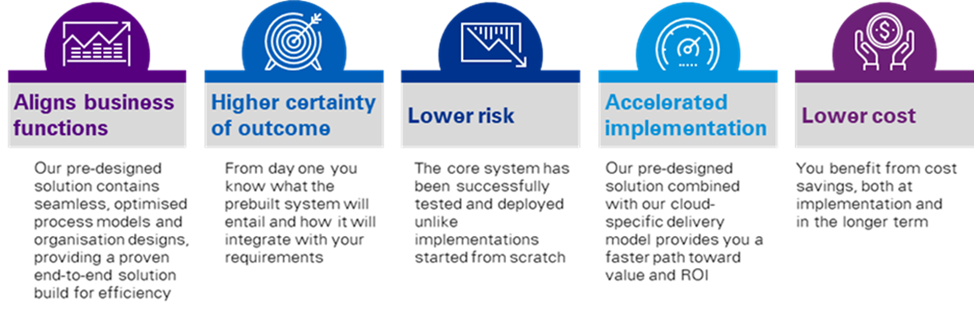 Aligns business
functions
Our pre-designed
solution contains
seamless, optimised
process models and
organisation designs,
providing a proven
end-to-end solution
build for efficiency
Higher certainty
of outcome
From day one you
know what the
prebuilt system will
entail and how it will
integrate with your
requirements
Lower risk
The core system has
been successfully
tested and deployed
unlike
implementations
started from scratch
Accelerated
implementation
Our pre-designed
solution combined
with our cloud-
specific delivery
model provides you a
faster path toward
value and ROI
$
Lower cost
You benefit from cost
savings, both at
implementation and
in the longer term